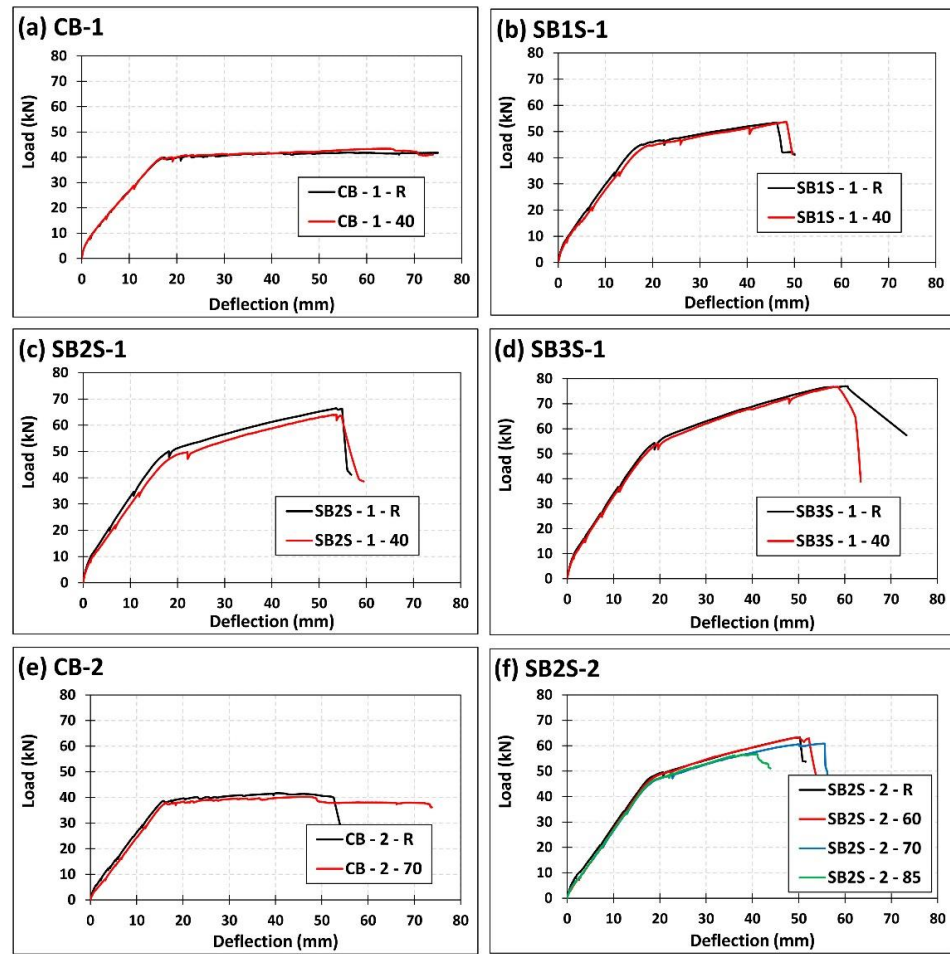 (a) CB-1
80
70
60
50
40
30
20
10
0
Load (kN)
CB - 1 - R
CB - 1 - 40
0 10 20 30 40 50 60 70 80
Deflection (mm)
(b) SB1S-1
80
70
60
50
40
30
20
10
0
Load (kN)
SB1S - 1 - R
SB1S - 1 - 40
0 10 20 30 40 50 60 70 80
Deflection (mm)
(c) SB2S-1
80
70
60
50
40
30
20
10
0
Load (kN)
SB2S - 1 - R
SB2S - 1 - 40
0 10 20 30 40 50 60 70 80
Deflection (mm)
(d) SB3S-1
80
70
60
50
40
30
20
10
0
Load (kN)
SB3S - 1 - R
SB3S - 1 - 40
0 10 20 30 40 50 60 70 80
Deflection (mm)
(e) CB-2
80
70
60
50
40
30
20
10
0
Load (kN)
CB - 2 - R
CB - 2 - 70
0 10 20 30 40 50 60 70 80
Deflection (mm)
(f) SB2S-2
80
70
60
50
40
30
20
10
0
Load (kN)
SB2S - 2 - R
SB2S - 2 - 60
SB2S - 2 - 70
SB2S - 2 - 85
0 10 20 30 40 50 60 70 80
Deflection (mm)